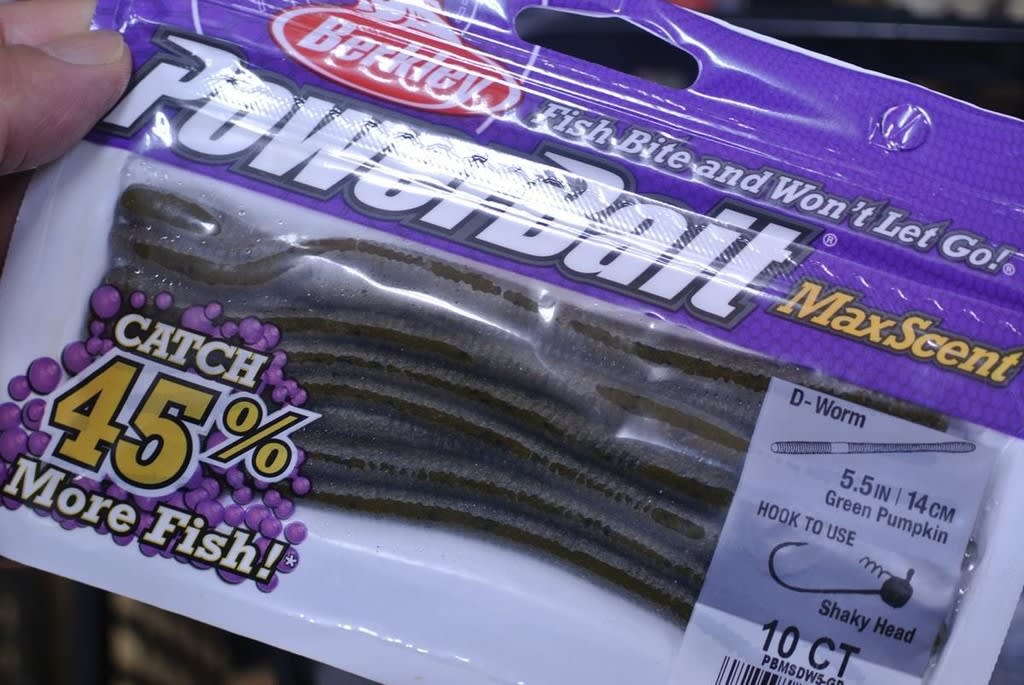 Berkley
Fish Bite and Won't Let Go!®
PowerBait®
MaxScent
CATCH
45%
More Fish!*
D-Worm
5.5IN | 14CM
Green Pumpkin
HOOK TO USE
Shaky Head
10 CT